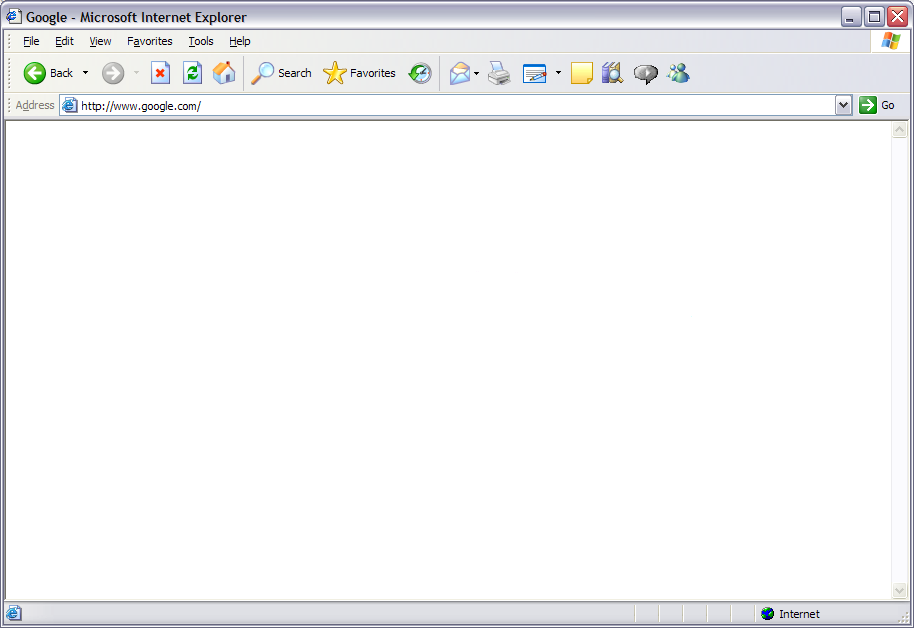 Google - Microsoft Internet Explorer
File Edit View Favorites Tools Help
Back Search Favorites
Address http://www.google.com/ Go
Internet